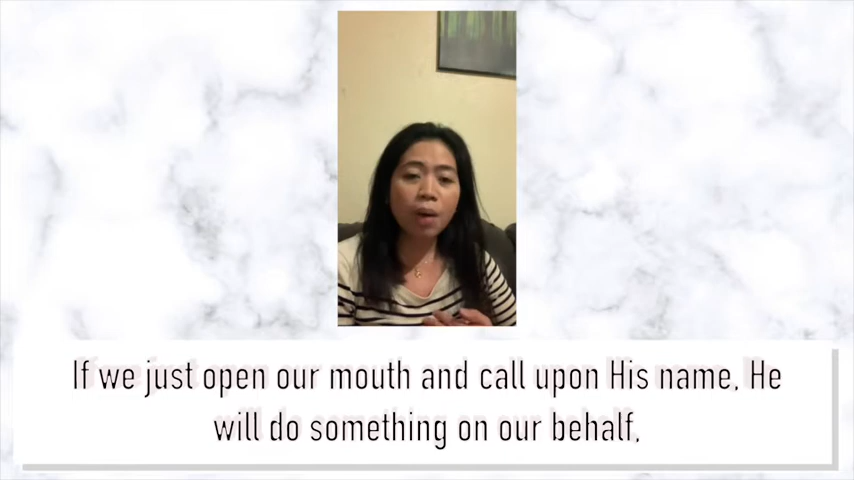 If we just open our mouth and call upon His name, He
will do something on our behalf,